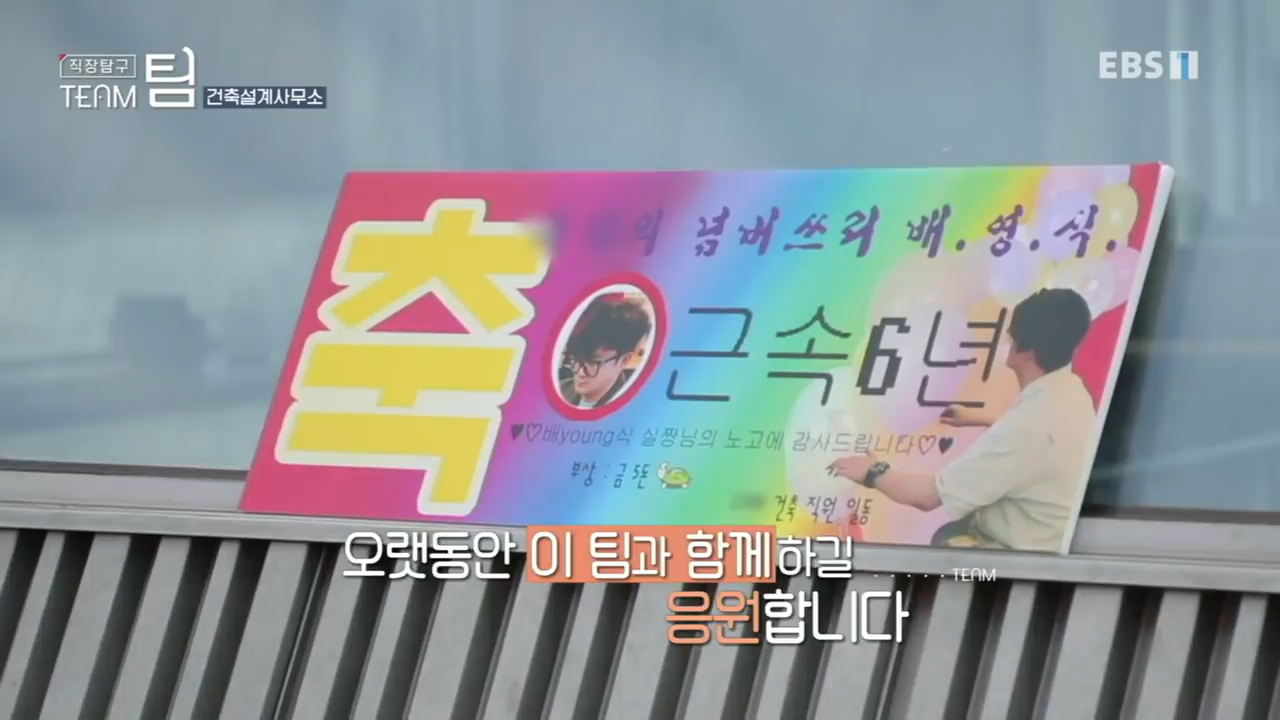 직장탐구
TEAM 팀 건축설계사무소
EBS 1
축
의 넘버쓰리 배.영.식.
근속6년
♥♡배young식 실짱님의 노고에 감사드립니다♡♥
부상 : 금 5돈
건축 직원 일동
오랫동안 이 팀과 함께하길
.....TEAM
응원합니다